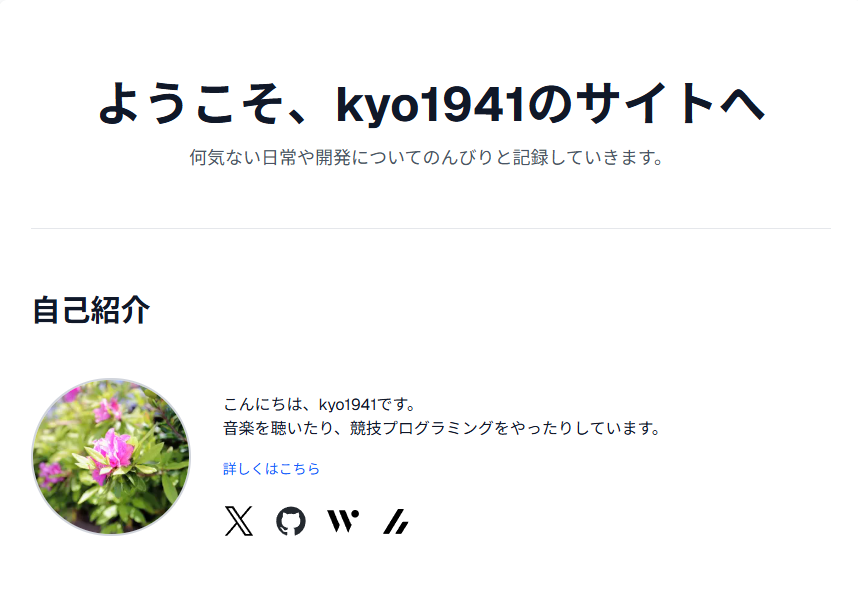 ようこそ、kyo1941のサイトへ
何気ない日常や開発についてのんびりと記録していきます。
自己紹介
こんにちは、kyo1941です。
音楽を聴いたり、競技プログラミングをやったりしています。
詳しくはこちら